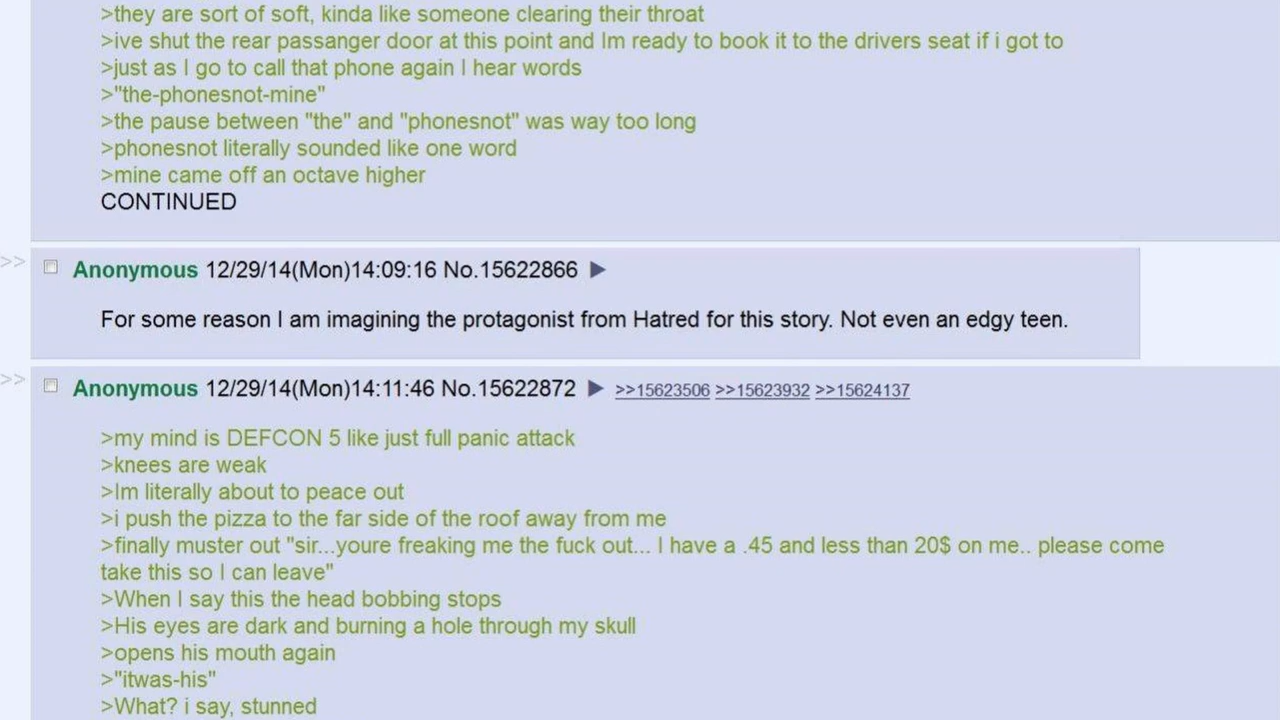 >they are sort of soft, kinda like someone clearing their throat
>ive shut the rear passanger door at this point and Im ready to book it to the drivers seat if i got to
>just as I go to call that phone again I hear words
>"the-phonesnot-mine"
>the pause between "the" and "phonesnot" was way too long
>phonesnot literally sounded like one word
>mine came off an octave higher
CONTINUED
>> Anonymous 12/29/14(Mon)14:09:16 No.15622866 ▶
For some reason I am imagining the protagonist from Hatred for this story. Not even an edgy teen.
>> Anonymous 12/29/14(Mon)14:11:46 No.15622872 ▶ >>15623506 >>15623932 >>15624137
>my mind is DEFCON 5 like just full panic attack
>knees are weak
>Im literally about to peace out
>i push the pizza to the far side of the roof away from me
>finally muster out "sir...youre freaking me the fuck out... I have a .45 and less than 20$ on me.. please come
take this so I can leave"
>When I say this the head bobbing stops
>His eyes are dark and burning a hole through my skull
>opens his mouth again
>"itwas-his"
>What? i say, stunned